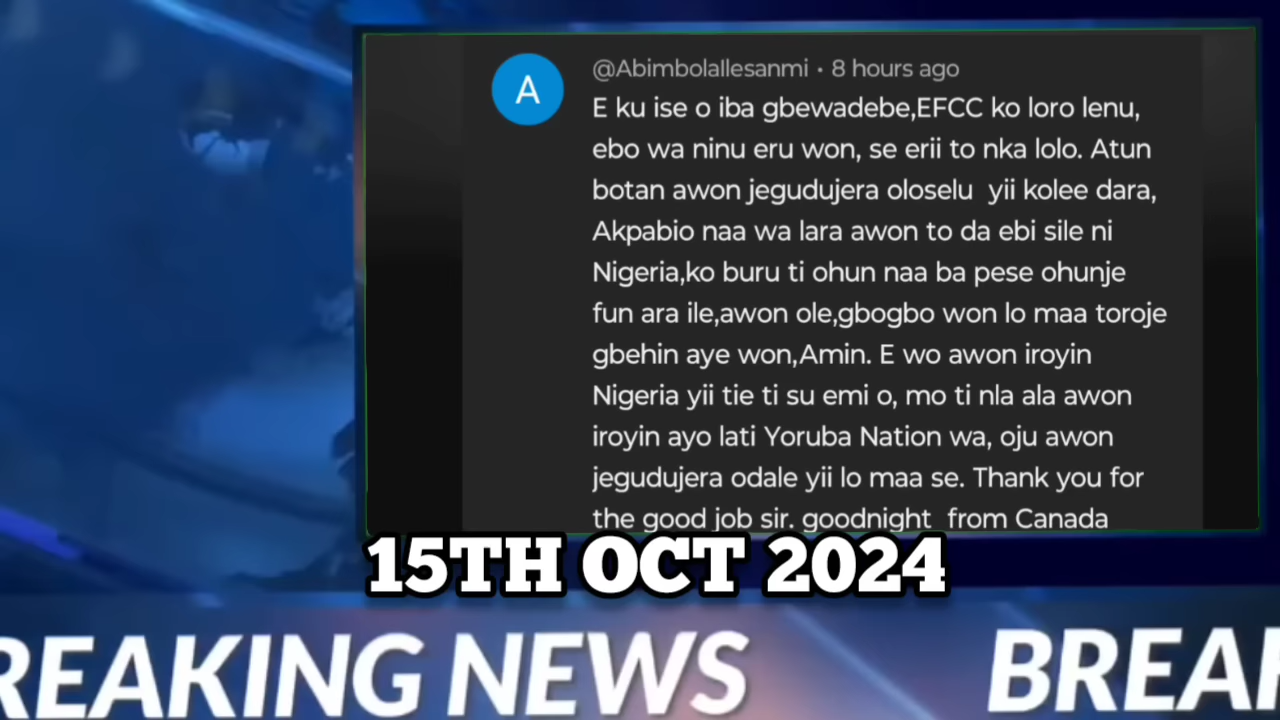 A
@AbimbolaIlesanmi • 8 hours ago
E ku ise o iba gbewadebe,EFCC ko loro lenu,
ebo wa ninu eru won, se erii to nka lolo. Atun
botan awon jegudujera oloselu  yii kolee dara,
Akpabio naa wa lara awon to da ebi sile ni
Nigeria,ko buru ti ohun naa ba pese ohunje
fun ara ile,awon ole,gbogbo won lo maa toroje
gbehin aye won,Amin. E wo awon iroyin
Nigeria yii tie ti su emi o, mo ti nla ala awon
iroyin ayo lati Yoruba Nation wa, oju awon
jegudujera odale yii lo maa se. Thank you for
the good job sir. goodnight  from Canada
15TH OCT 2024
REAKING NEWS BREA